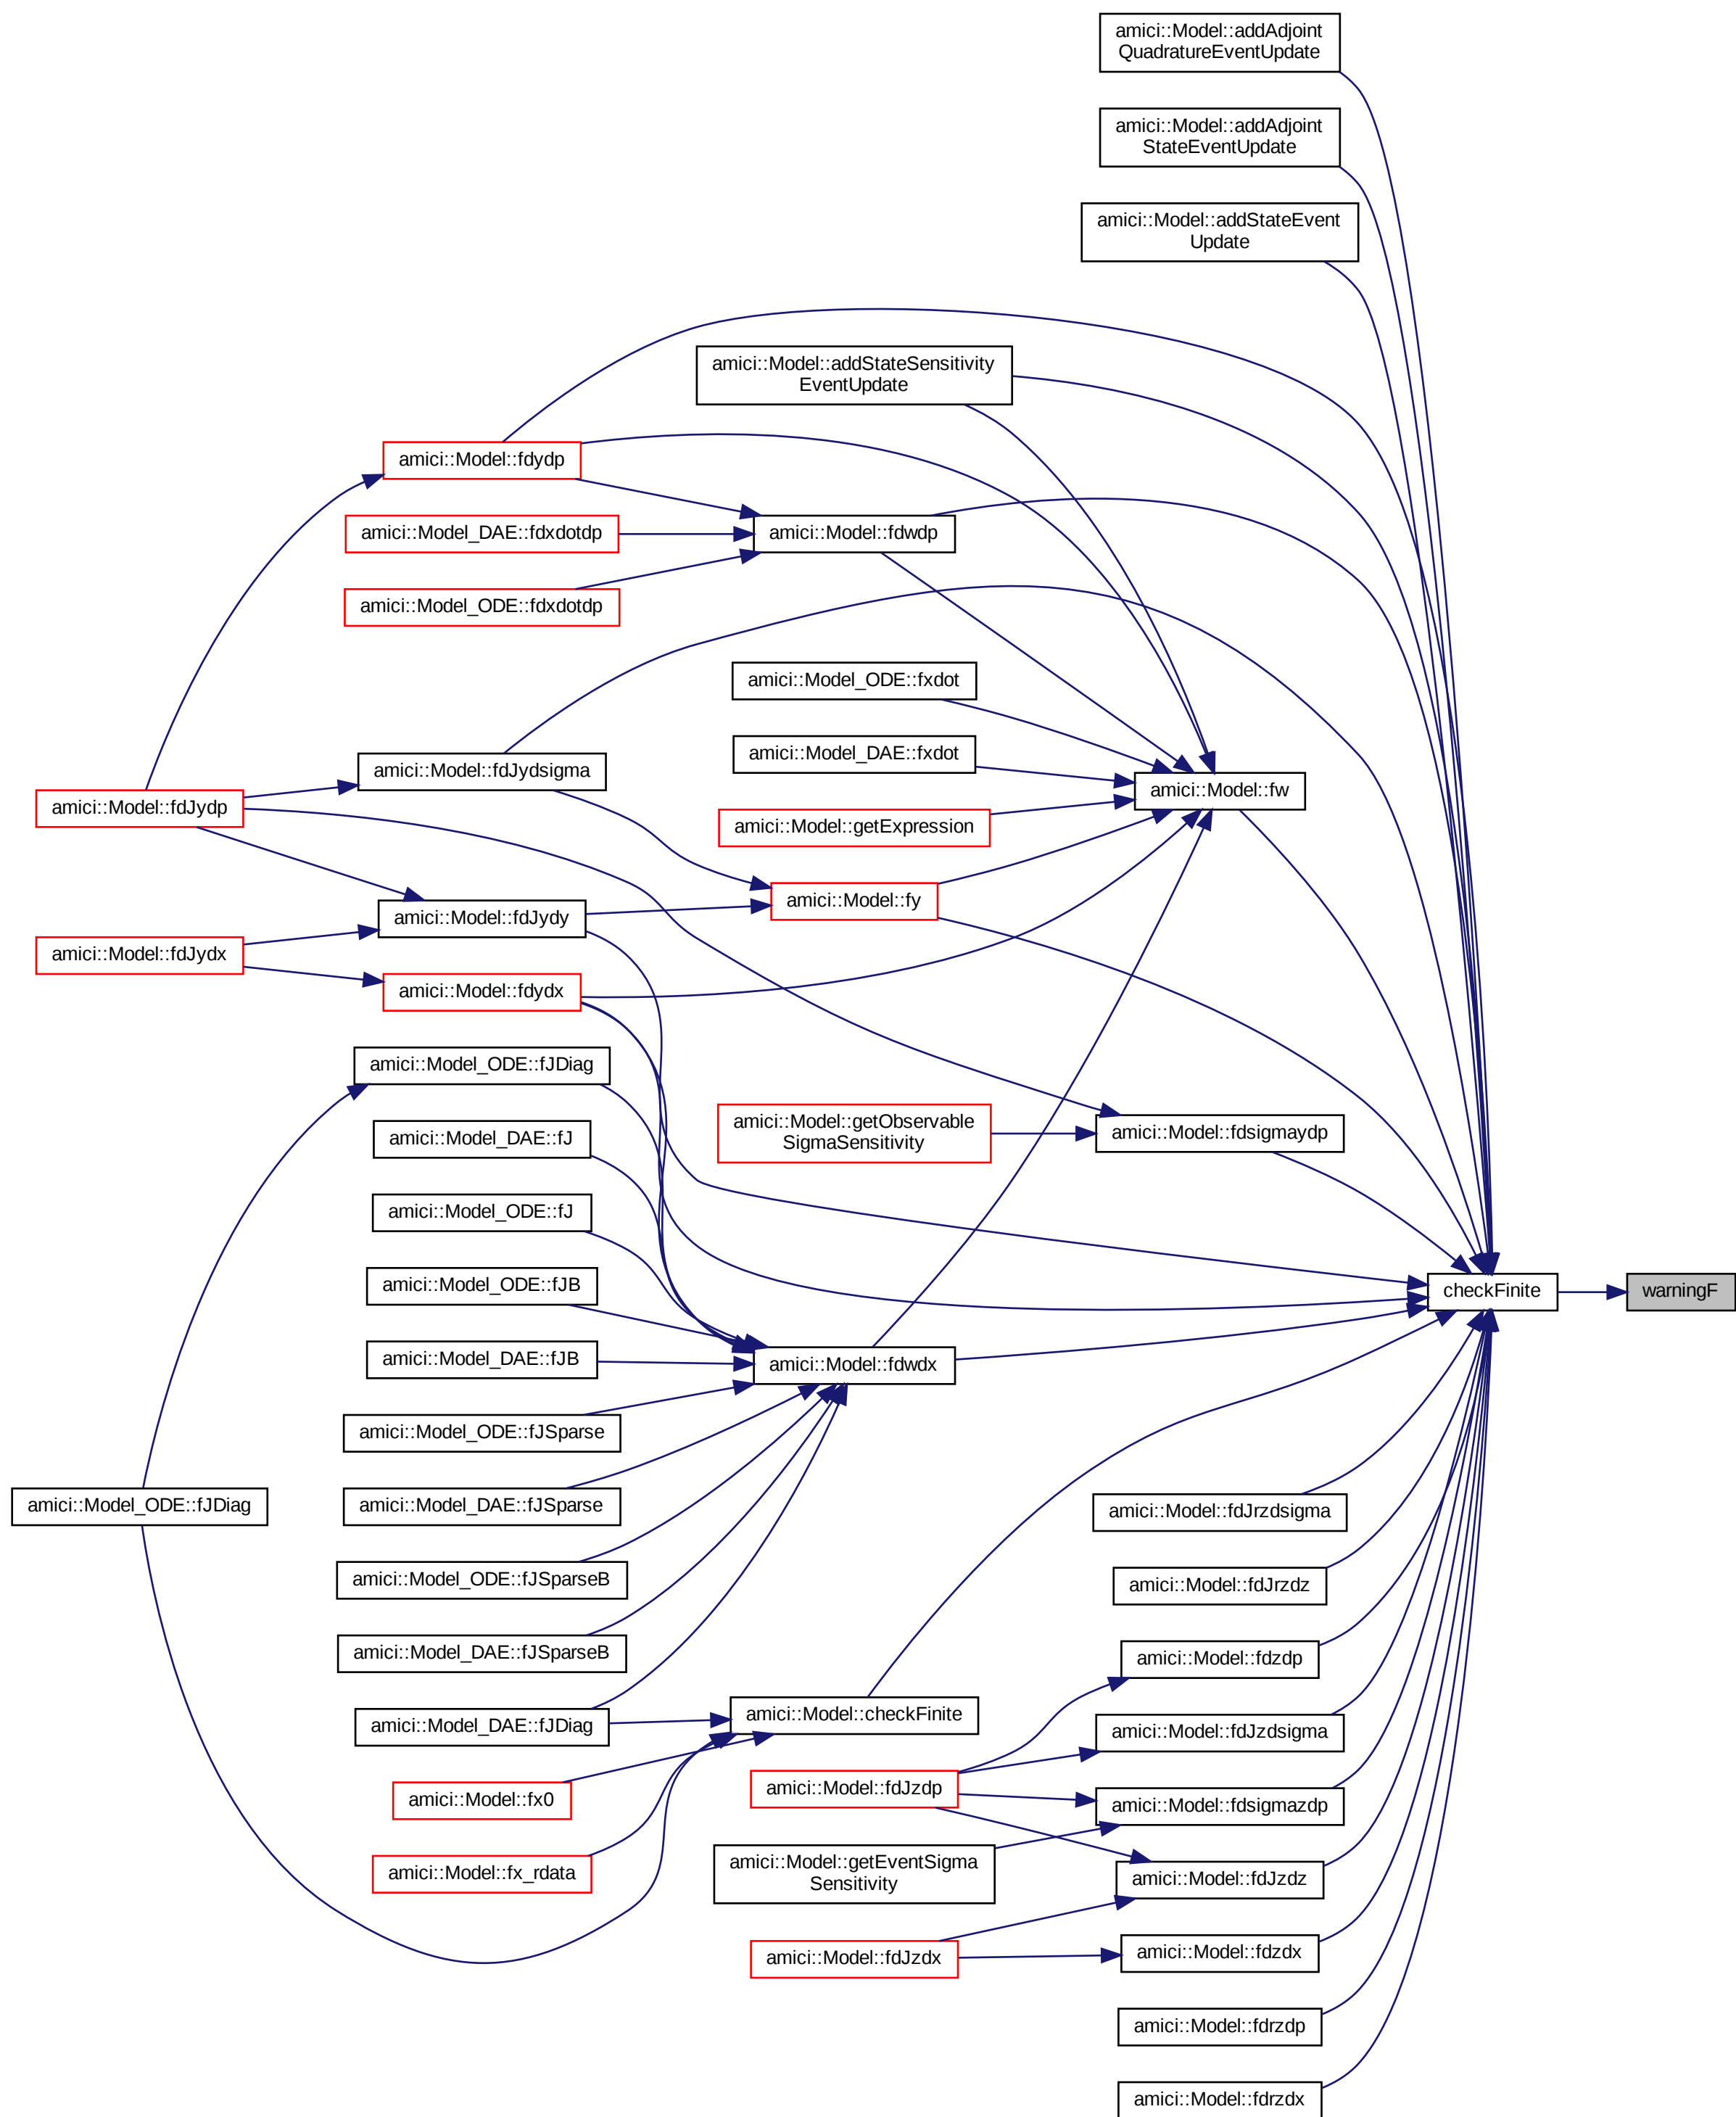 amici::Model::addAdjoint
QuadratureEventUpdate
amici::Model::addAdjoint
StateEventUpdate
amici::Model::addStateEvent
Update
amici::Model::addStateSensitivity
EventUpdate
amici::Model::fdydp
amici::Model_DAE::fdxdotdp
amici::Model::fdwdp
amici::Model_ODE::fdxdotdp
amici::Model_ODE::fxdot
amici::Model_DAE::fxdot
amici::Model::fdJydsigma
amici::Model::fw
amici::Model::fdJydp
amici::Model::getExpression
amici::Model::fy
amici::Model::fdJydy
amici::Model::fdJydx
amici::Model::fdydx
amici::Model_ODE::fJDiag
amici::Model_DAE::fJ
amici::Model::getObservable
SigmaSensitivity
amici::Model::fdsigmaydp
amici::Model_ODE::fJ
amici::Model_ODE::fJB
checkFinite
warningF
amici::Model_DAE::fJB
amici::Model::fdwdx
amici::Model_ODE::fJSparse
amici::Model_ODE::fJDiag
amici::Model_DAE::fJSparse
amici::Model::fdJrzdsigma
amici::Model_ODE::fJSparseB
amici::Model::fdJrzdz
amici::Model_DAE::fJSparseB
amici::Model::fdzdp
amici::Model_DAE::fJDiag
amici::Model::checkFinite
amici::Model::fdJzdsigma
amici::Model::fx0
amici::Model::fdJzdp
amici::Model::fdsigmazdp
amici::Model::fx_rdata
amici::Model::getEventSigma
Sensitivity
amici::Model::fdJzdz
amici::Model::fdJzdx
amici::Model::fdzdx
amici::Model::fdrzdp
amici::Model::fdrzdx